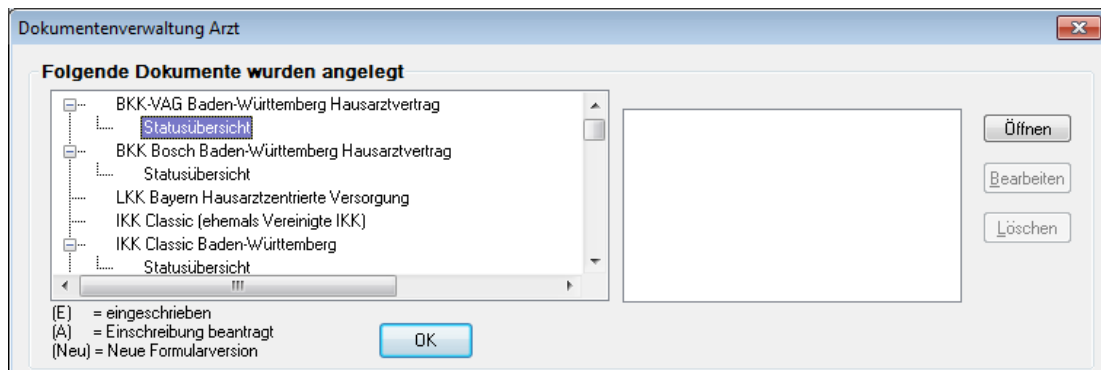 Dokumentenverwaltung Arzt
Folgende Dokumente wurden angelegt
BKK-VAG Baden-Württemberg Hausarztvertrag
Statusübersicht
BKK Bosch Baden-Württemberg Hausarztvertrag
Statusübersicht
LKK Bayern Hausarztzentrierte Versorgung
IKK Classic (ehemals Vereinigte IKK)
IKK Classic Baden-Württemberg
Statusübersicht
Öffnen
Bearbeiten
Löschen
(E) = eingeschrieben
(A) = Einschreibung beantragt
(Neu) = Neue Formularversion
OK